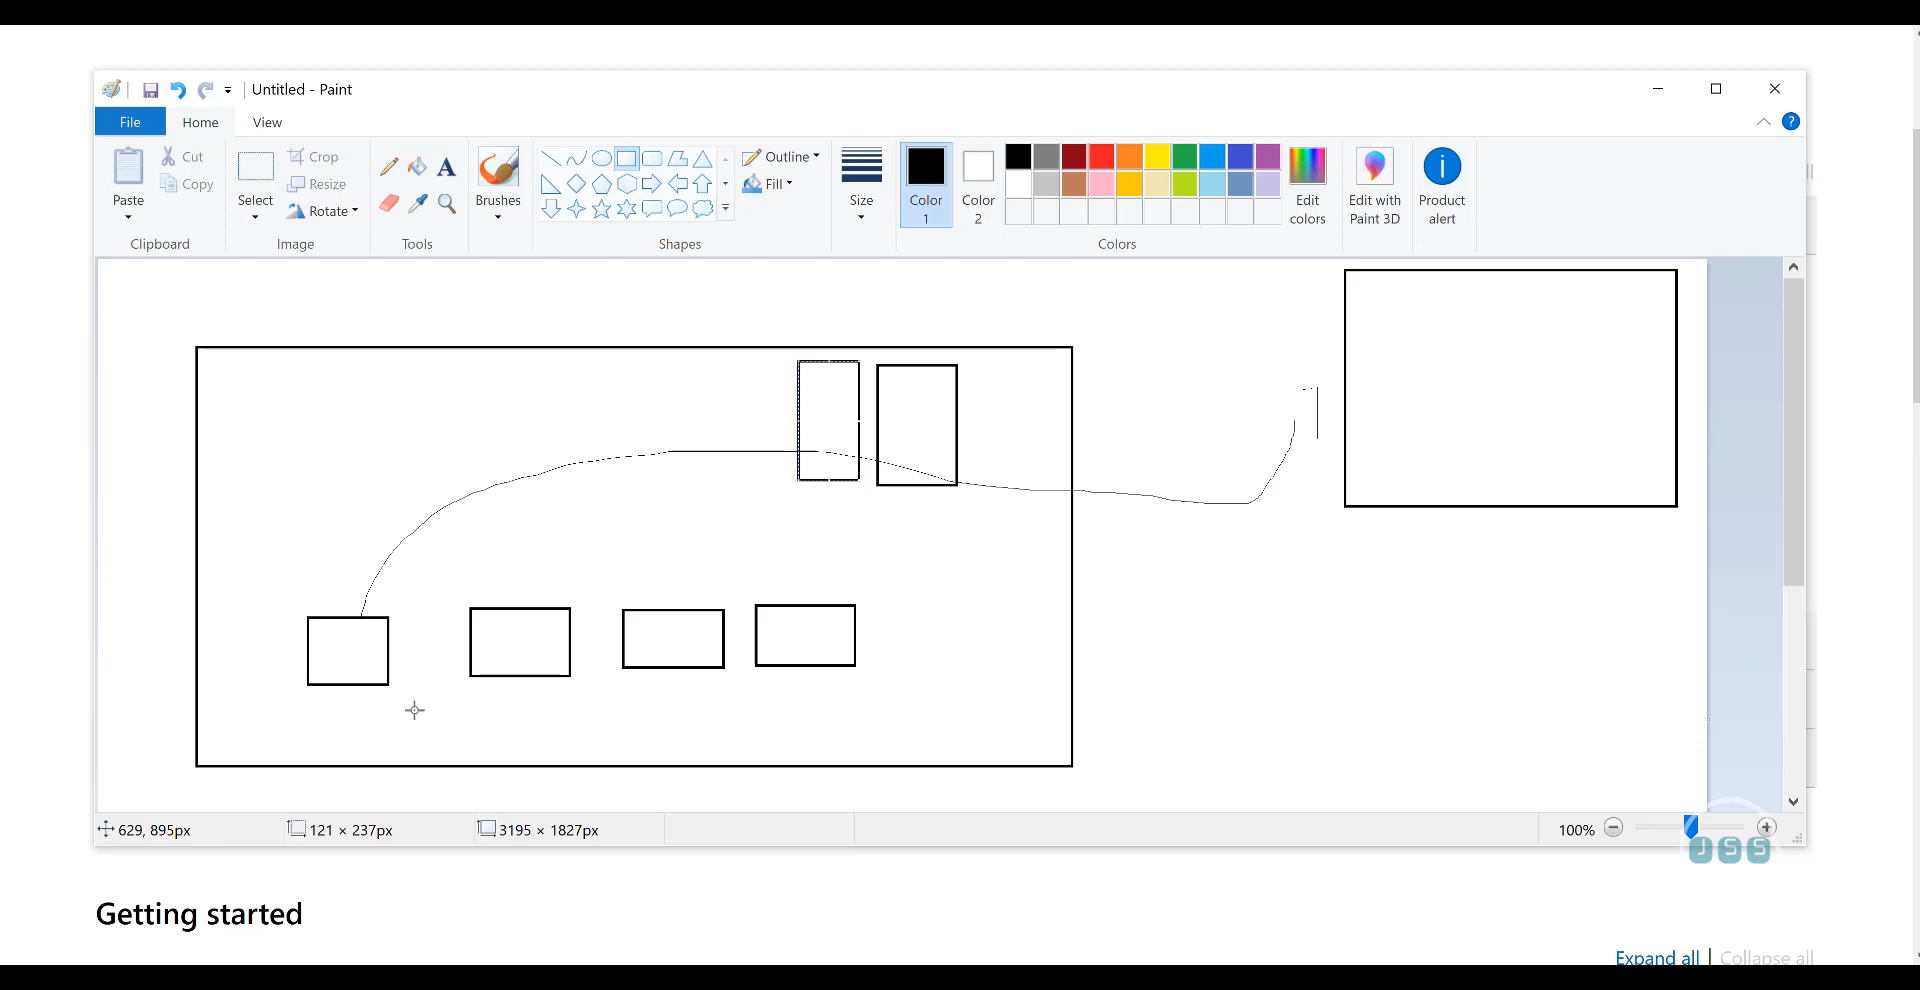 Untitled - Paint
File Home View
Paste
Cut
Copy
Clipboard
Select
Crop
Resize
Rotate
Image
A
Tools
Brushes
Shapes
Outline
Fill
Size
Color 1
Color 2
Colors
Edit colors
Edit with Paint 3D
Product alert
629, 895px
121 × 237px
3195 × 1827px
100%
JSS
Getting started
Expand all | Collapse all